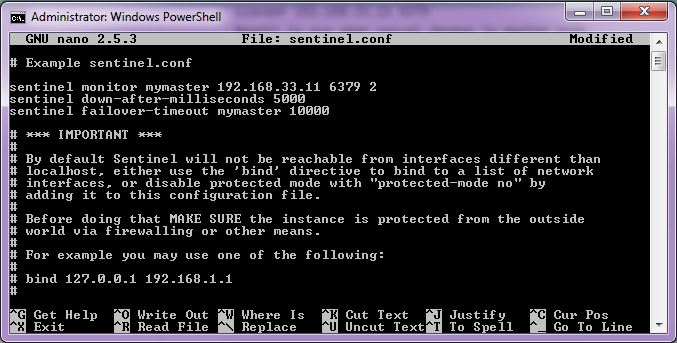 Administrator: Windows PowerShell
GNU nano 2.5.3 File: sentinel.conf Modified
# Example sentinel.conf
sentinel monitor mymaster 192.168.33.11 6379 2
sentinel down-after-milliseconds 5000
sentinel failover-timeout mymaster 10000
# *** IMPORTANT ***
#
# By default Sentinel will not be reachable from interfaces different than
# localhost, either use the 'bind' directive to bind to a list of network
# interfaces, or disable protected mode with "protected-mode no" by
# adding it to this configuration file.
#
# Before doing that MAKE SURE the instance is protected from the outside
# world via firewalling or other means.
#
# For example you may use one of the following:
#
# bind 127.0.0.1 192.168.1.1
#
^G Get Help ^O Write Out ^W Where Is ^K Cut Text ^J Justify ^C Cur Pos
^X Exit ^R Read File ^\ Replace ^U Uncut Text ^T To Spell ^_ Go To Line